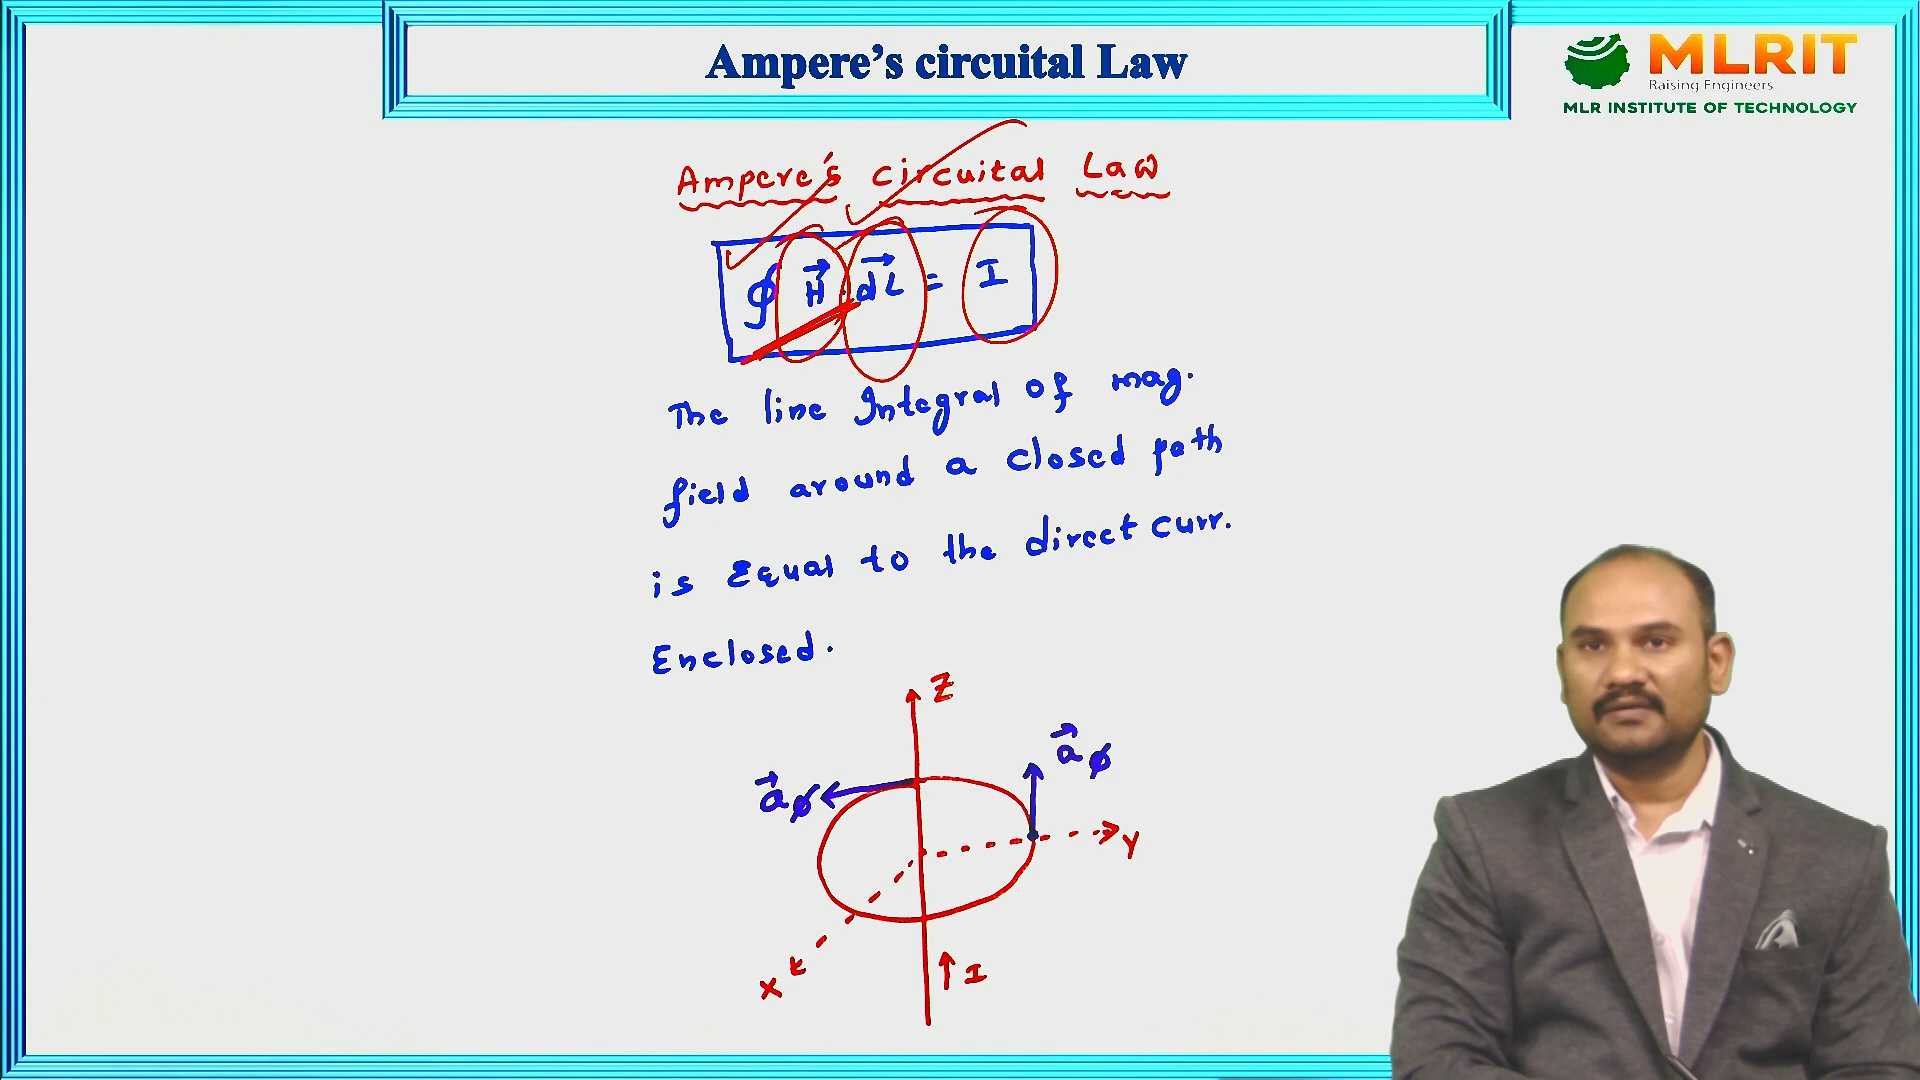 Ampere's circuital Law
MLRIT
Raising Engineers
MLR INSTITUTE OF TECHNOLOGY
Ampere's circuital Law
∮ H⃗ · dL⃗ = I
The line Integral of mag.
field around a closed path
is Equal to the direct curr.
Enclosed.
Z
a⃗ϕ
a⃗ϕ
Y
X
I